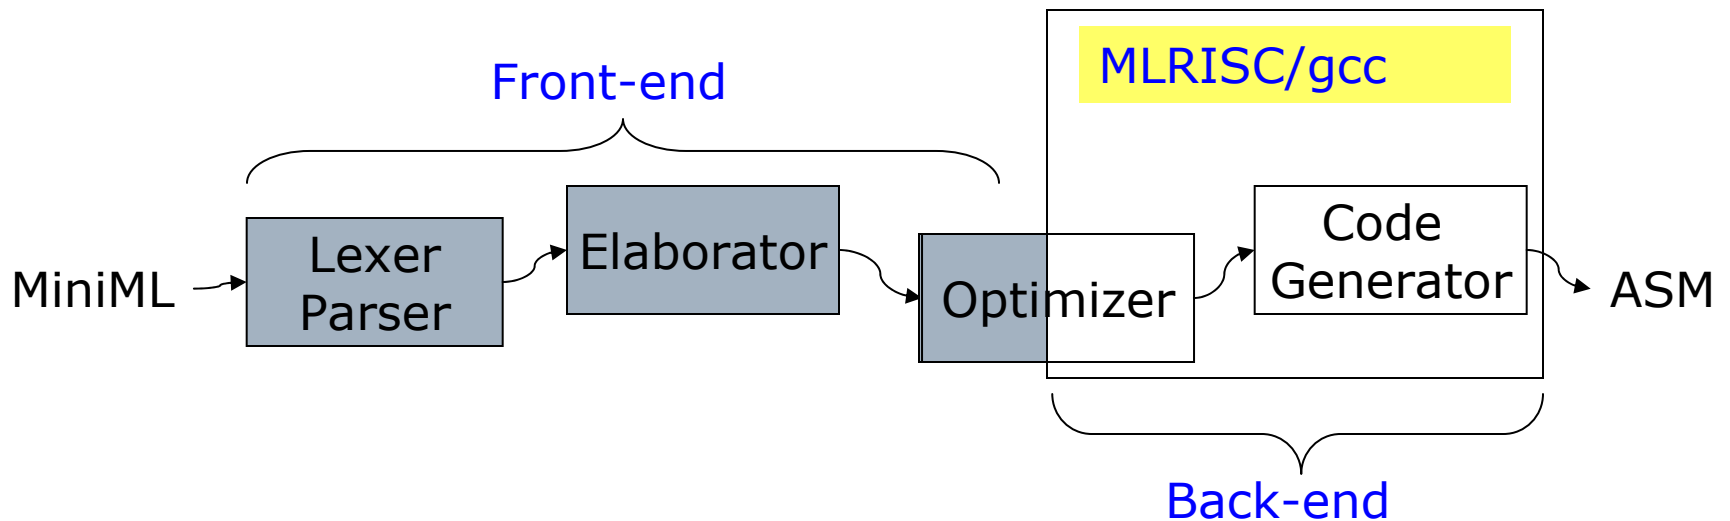 MLRISC/gcc
Front-end
MiniML
Lexer
Parser
Elaborator
Optimizer
Code
Generator
ASM
Back-end